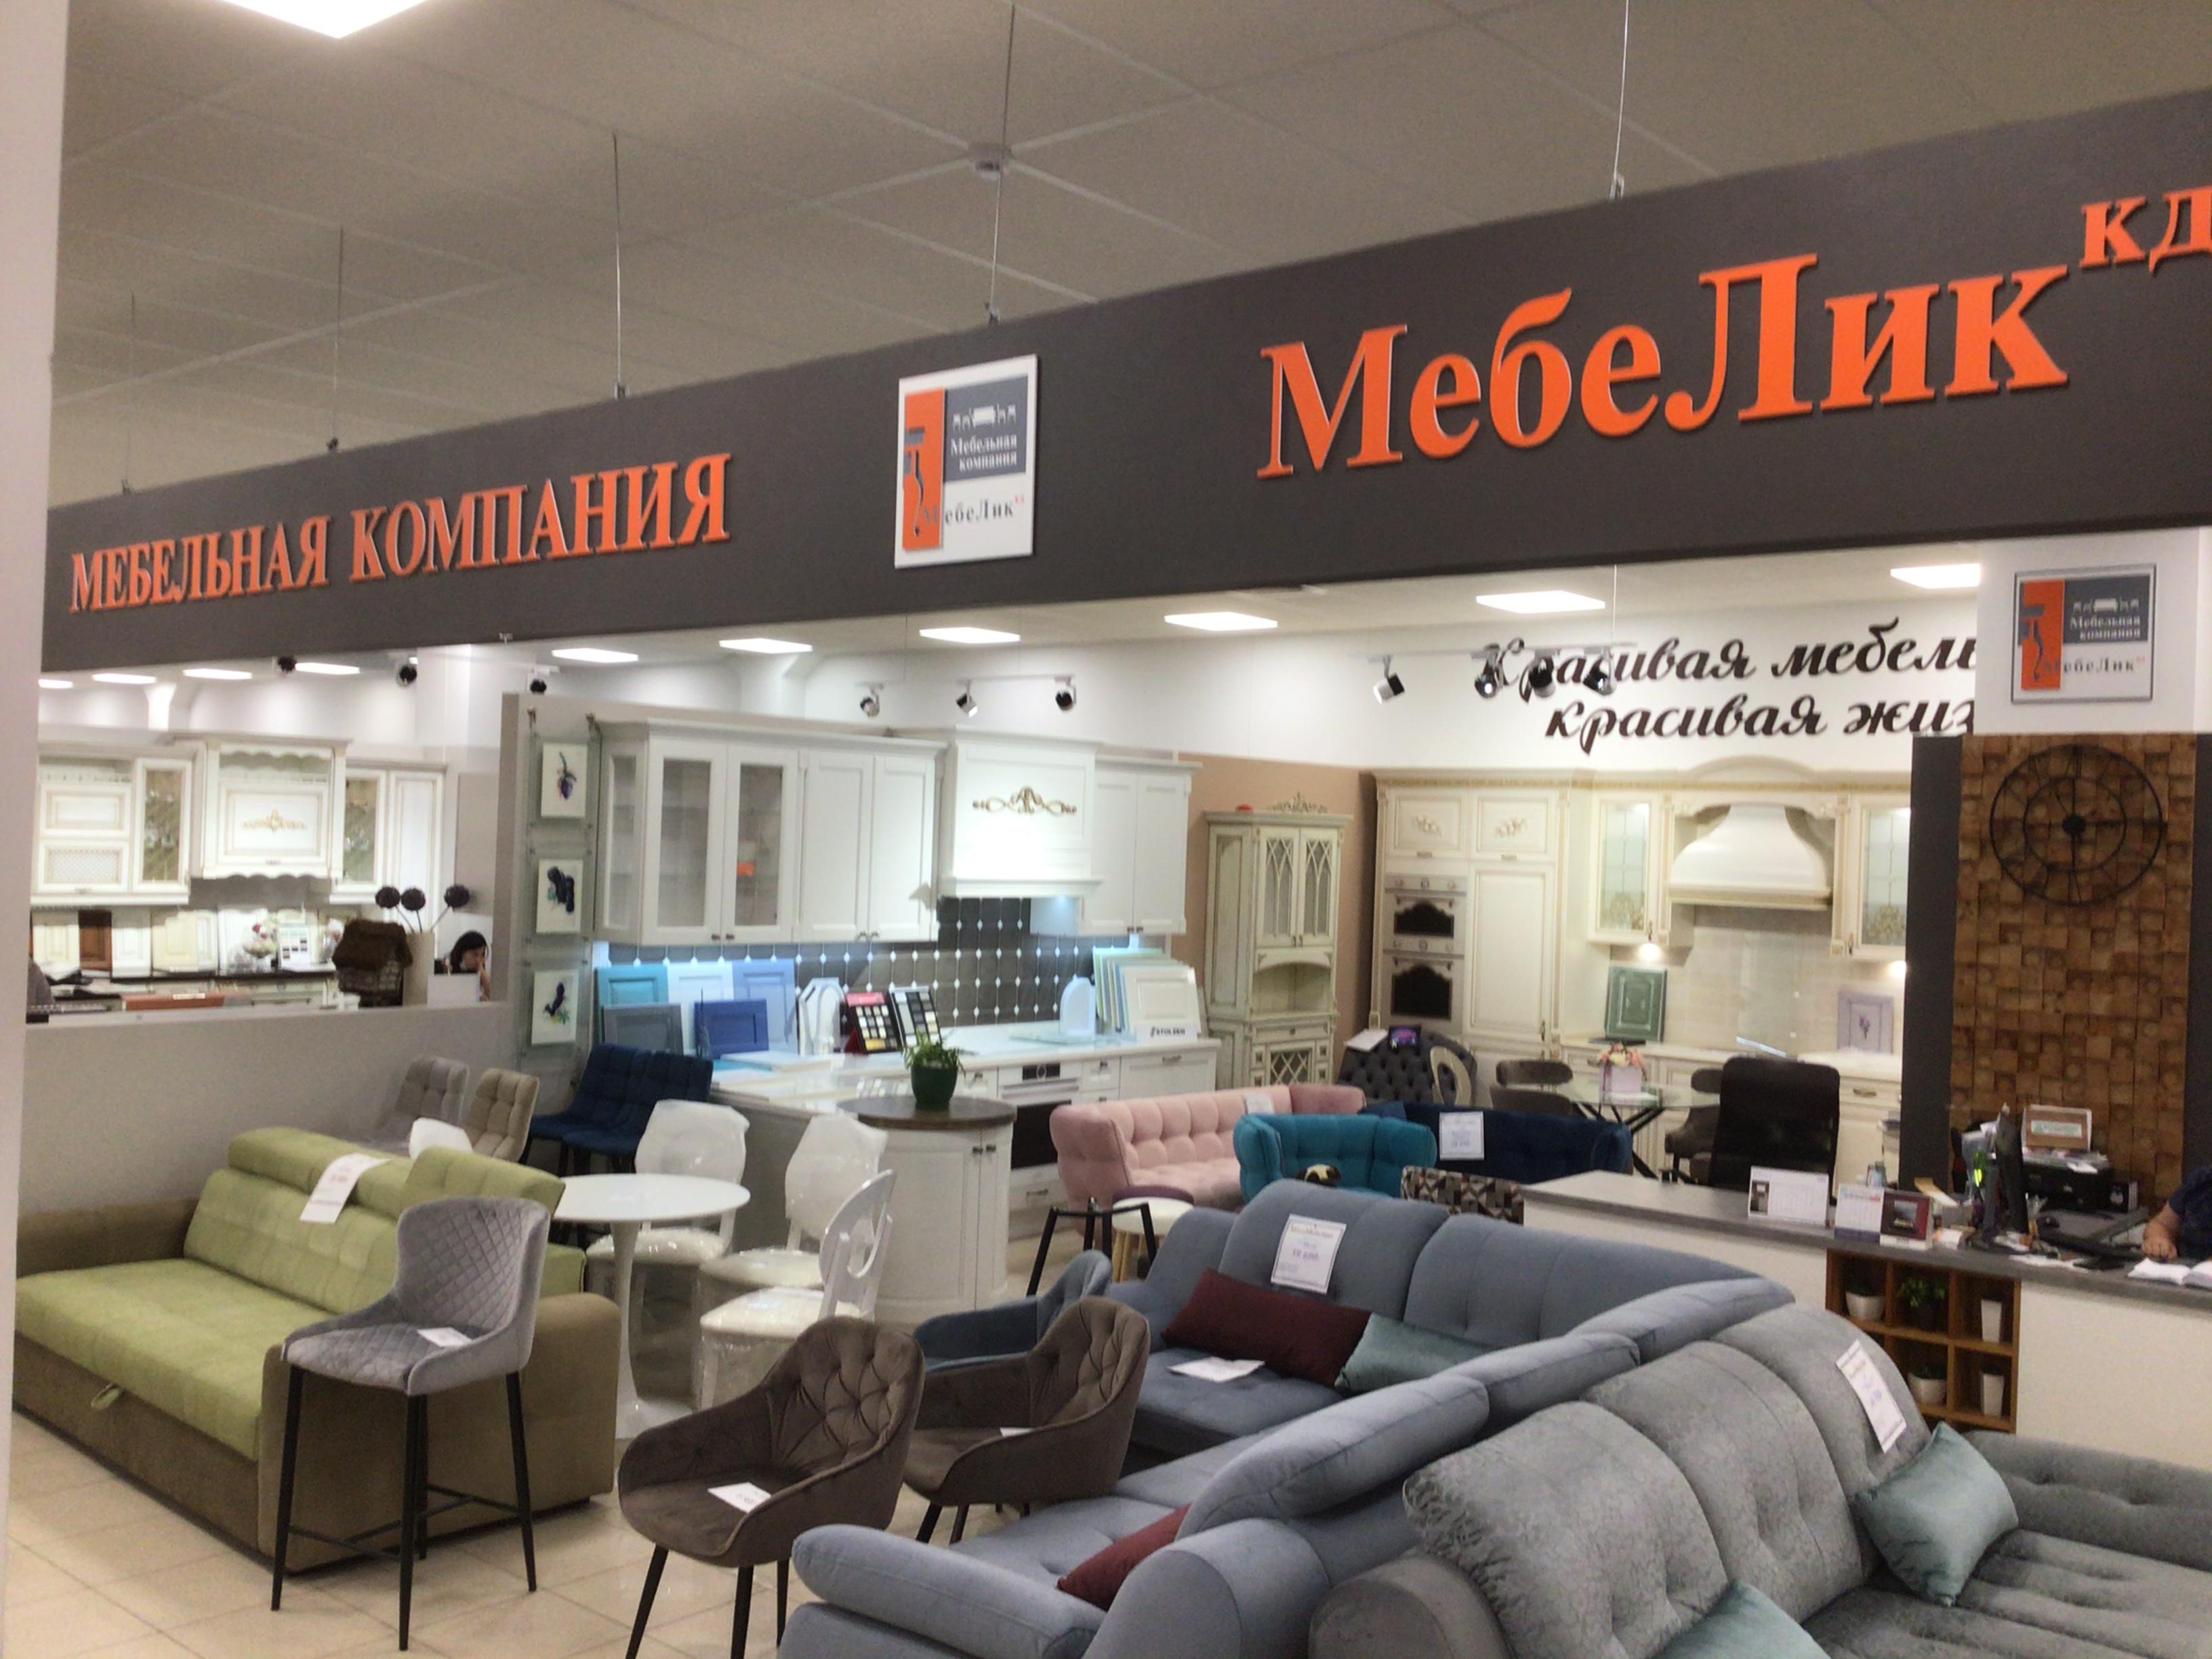 МЕБЕЛЬНАЯ КОМПАНИЯ
Мебельная
компания
МебеЛик
МебеЛик кд
Красивая мебель
красивая жиз
Мебельная
компания
МебеЛик